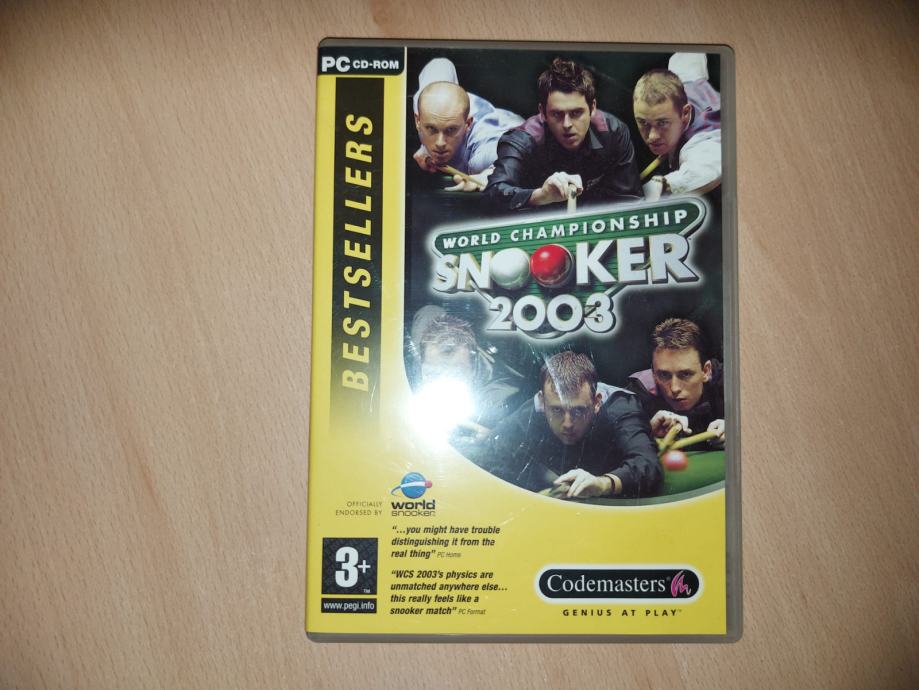 PC CD-ROM
BESTSELLERS
WORLD CHAMPIONSHIP
SNOOKER
2003
OFFICIALLY
ENDORSED BY
world
snooker
"...you might have trouble
distinguishing it from the
real thing" PC Home
"WCS 2003's physics are
unmatched anywhere else...
this really feels like a
snooker match" PC Format
3+
TM
www.pegi.info
Codemasters®
GENIUS AT PLAY™